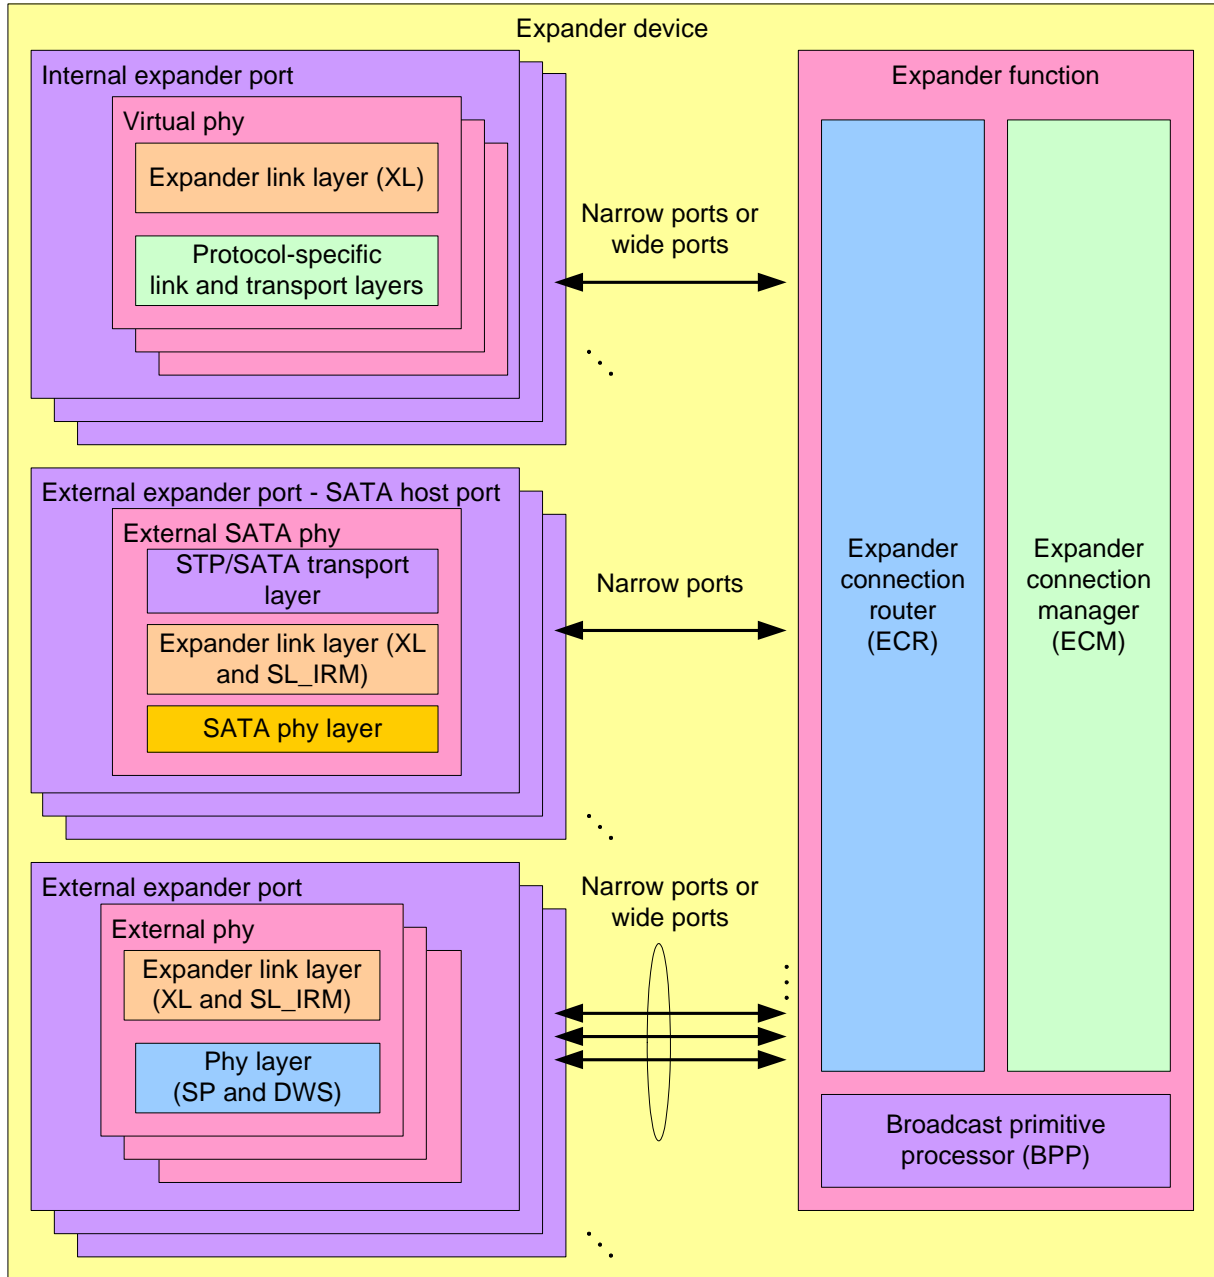 Expander device
Internal expander port
Virtual phy
Expander link layer (XL)
Protocol-specific
link and transport layers
Narrow ports or
wide ports
External expander port - SATA host port
External SATA phy
STP/SATA transport
layer
Expander link layer (XL
and SL_IRM)
SATA phy layer
Narrow ports
External expander port
External phy
Expander link layer
(XL and SL_IRM)
Phy layer
(SP and DWS)
Narrow ports or
wide ports
Expander function
Expander
connection
router
(ECR)
Expander
connection
manager
(ECM)
Broadcast primitive
processor (BPP)